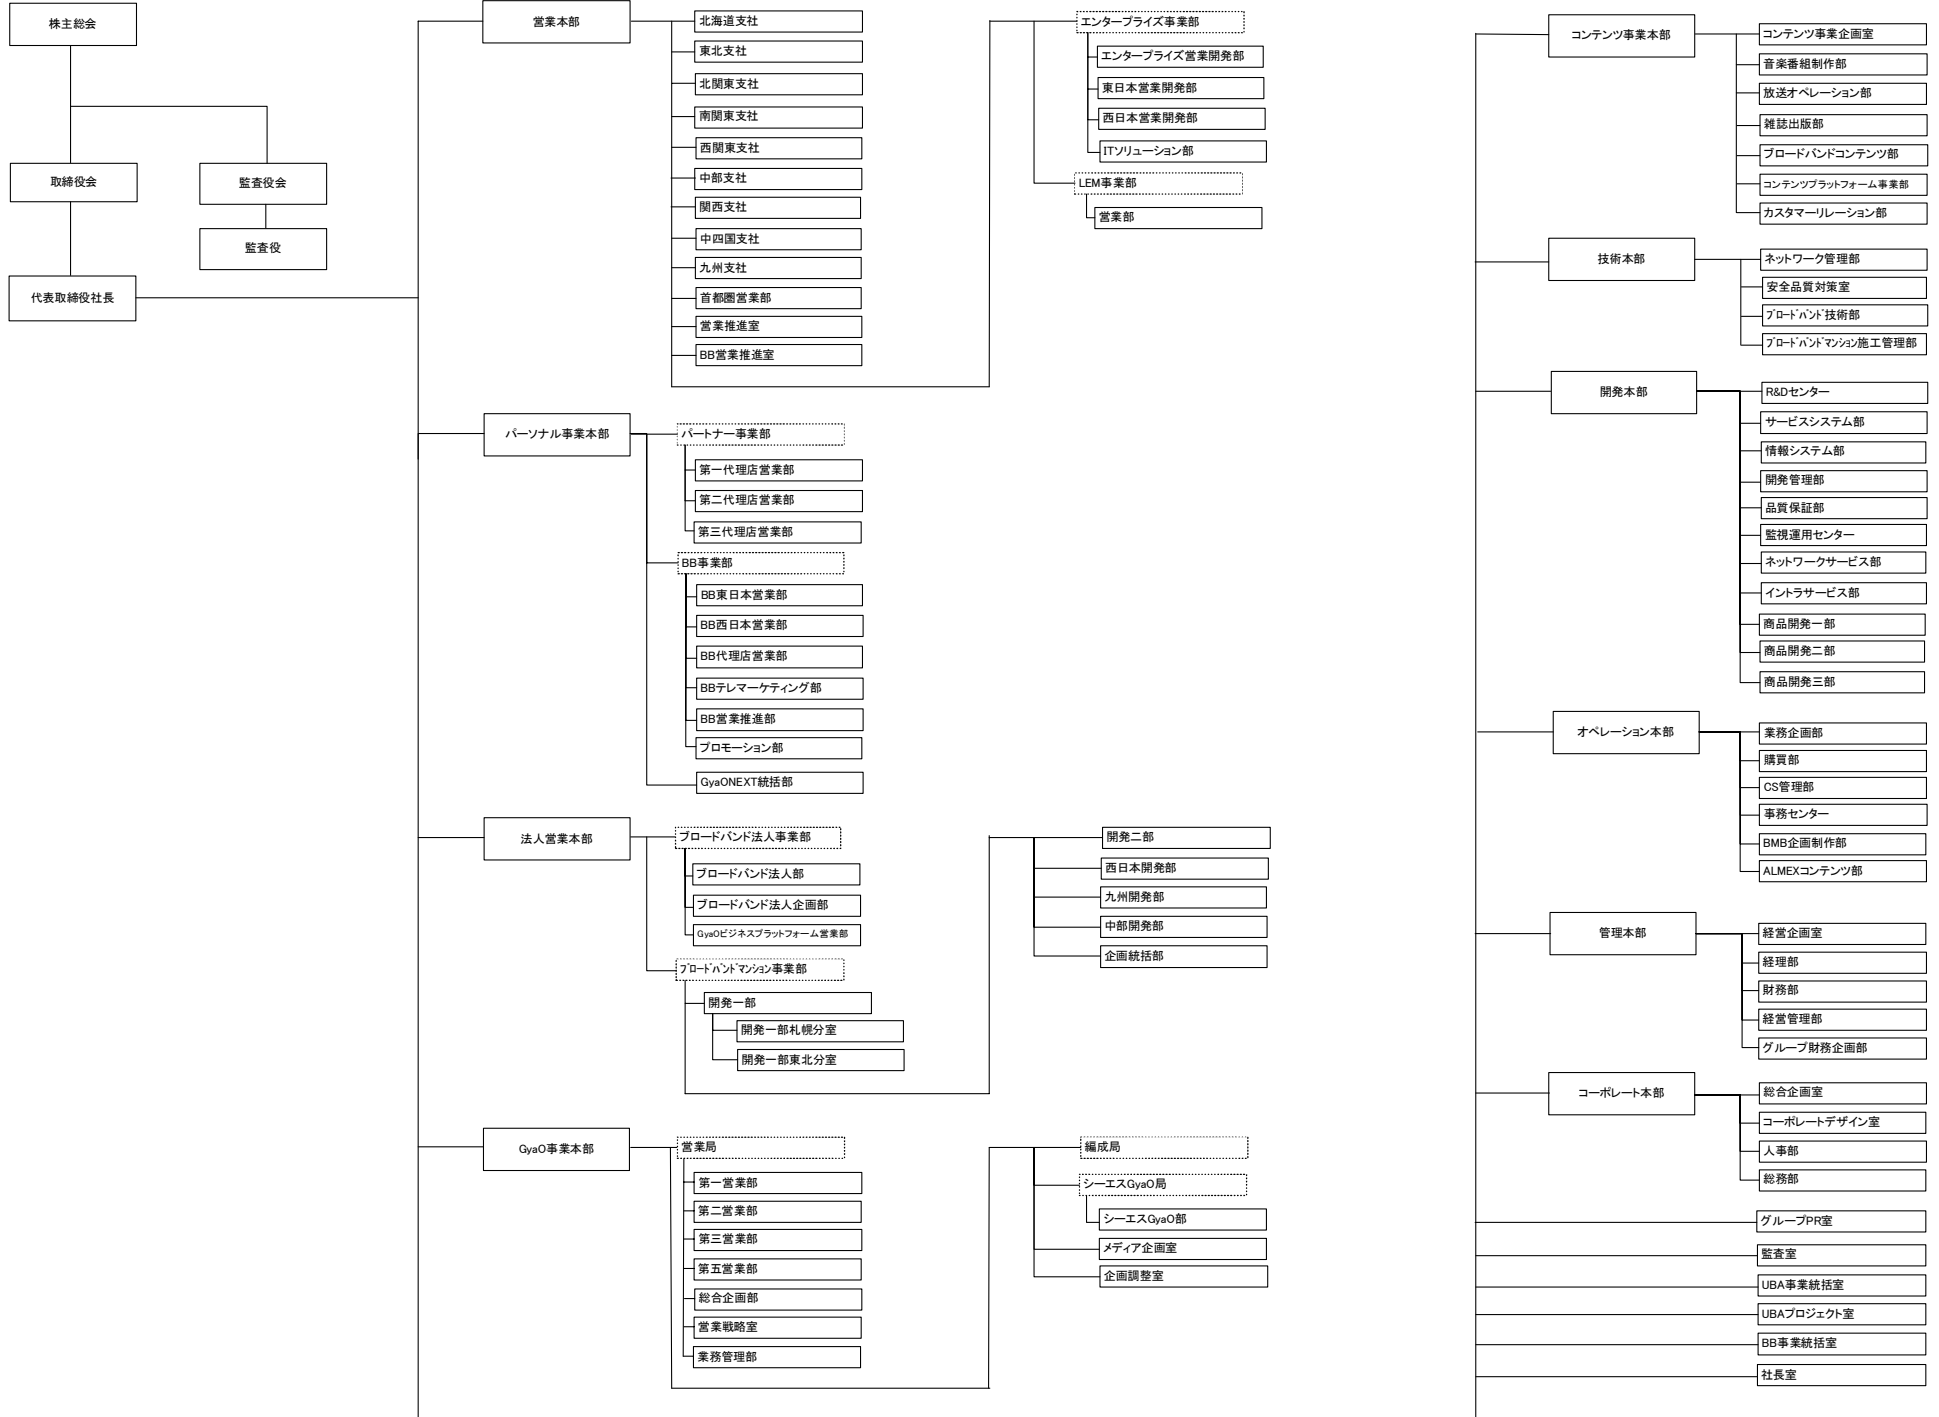 株主総会
取締役会
監査役会
監査役
代表取締役社長
営業本部
北海道支社
東北支社
北関東支社
南関東支社
西関東支社
中部支社
関西支社
中四国支社
九州支社
首都圏営業部
営業推進室
BB営業推進室
エンタープライズ事業部
エンタープライズ営業開発部
東日本営業開発部
西日本営業開発部
ITソリューション部
LEM事業部
営業部
パーソナル事業本部
パートナー事業部
第一代理店営業部
第二代理店営業部
第三代理店営業部
BB事業部
BB東日本営業部
BB西日本営業部
BB代理店営業部
BBテレマーケティング部
BB営業推進部
プロモーション部
GyaONEXT統括部
法人営業本部
ブロードバンド法人事業部
ブロードバンド法人部
ブロードバンド法人企画部
GyaOビジネスプラットフォーム営業部
ブロードバンドマンション事業部
開発一部
開発一部札幌分室
開発一部東北分室
開発二部
西日本開発部
九州開発部
中部開発部
企画統括部
GyaO事業本部
営業局
第一営業部
第二営業部
第三営業部
第五営業部
総合企画部
営業戦略室
業務管理部
編成局
シーエスGyaO局
シーエスGyaO部
メディア企画室
企画調整室
コンテンツ事業本部
コンテンツ事業企画室
音楽番組制作部
放送オペレーション部
雑誌出版部
ブロードバンドコンテンツ部
コンテンツプラットフォーム事業部
カスタマーリレーション部
技術本部
ネットワーク管理部
安全品質対策室
ブロードバンド技術部
ブロードバンドマンション施工管理部
開発本部
R&Dセンター
サービスシステム部
情報システム部
開発管理部
品質保証部
監視運用センター
ネットワークサービス部
イントラサービス部
商品開発一部
商品開発二部
商品開発三部
オペレーション本部
業務企画部
購買部
CS管理部
事務センター
BMB企画制作部
ALMEXコンテンツ部
管理本部
経営企画室
経理部
財務部
経営管理部
グループ財務企画部
コーポレート本部
総合企画室
コーポレートデザイン室
人事部
総務部
グループPR室
監査室
UBA事業統括室
UBAプロジェクト室
BB事業統括室
社長室